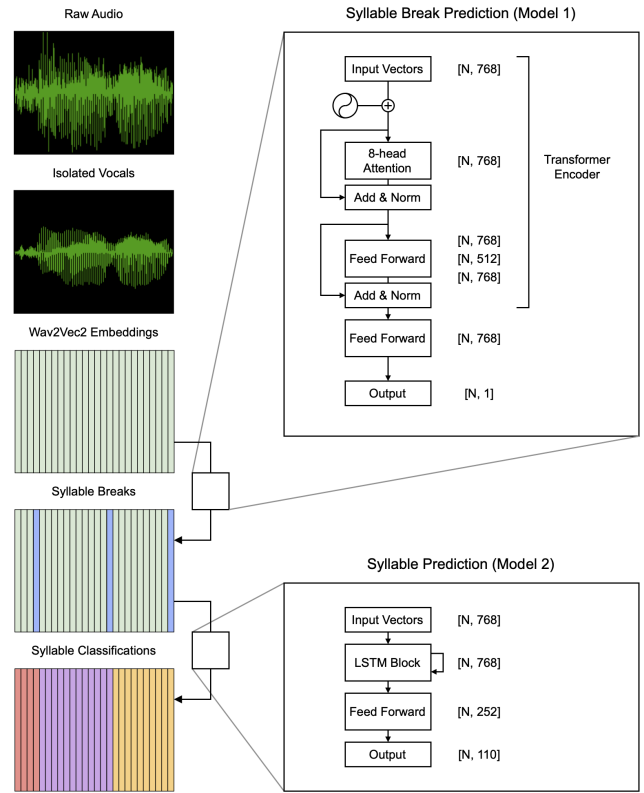 Raw Audio
Isolated Vocals
Wav2Vec2 Embeddings
Syllable Breaks
Syllable Classifications
Syllable Break Prediction (Model 1)
Input Vectors
[N, 768]
8-head
Attention
[N, 768]
Add & Norm
Feed Forward
[N, 768]
[N, 512]
[N, 768]
Add & Norm
Feed Forward
[N, 768]
Output
[N, 1]
Transformer
Encoder
Syllable Prediction (Model 2)
Input Vectors
[N, 768]
LSTM Block
[N, 768]
Feed Forward
[N, 252]
Output
[N, 110]